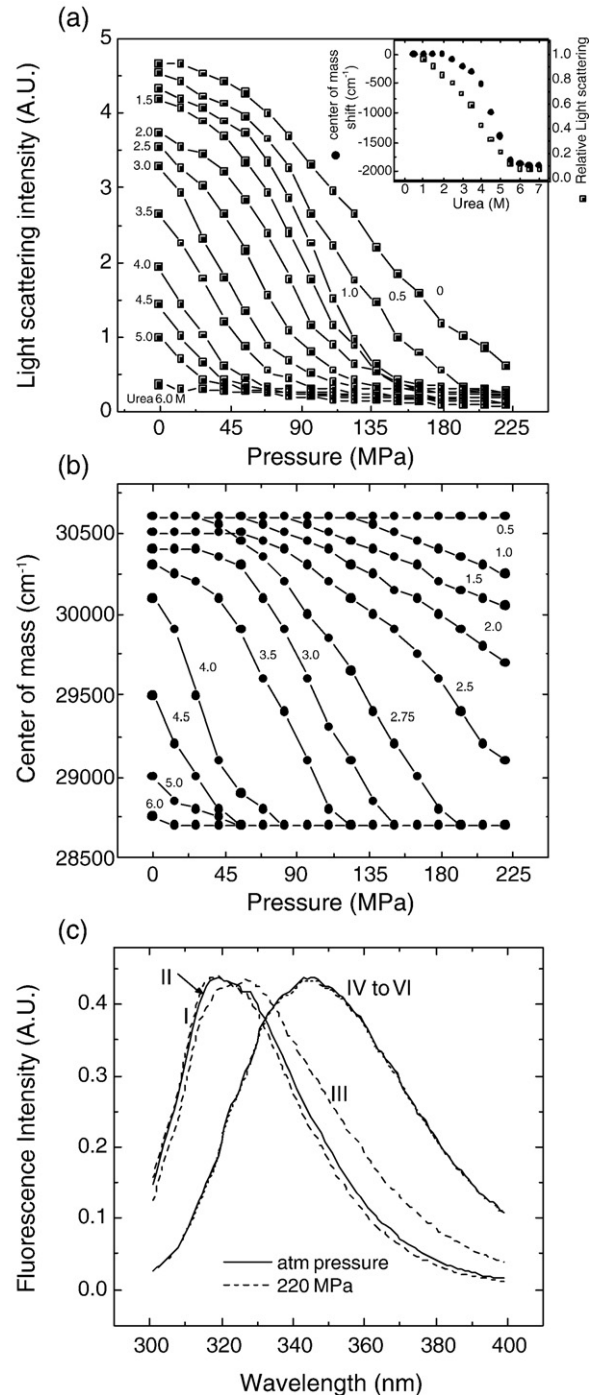 (a)
Light scattering intensity (A.U.)
5
4
3
2
1
0
1.5
2.0
2.5
3.0
3.5
4.0
4.5
5.0
Urea 6.0 M
1.0
0.5
0
0 45 90 135 180 225
Pressure (MPa)
center of mass
shift (cm⁻¹)
0
-500
-1000
-1500
-2000
0 1 2 3 4 5 6 7
Urea (M)
1.0
0.8
0.6
0.4
0.2
0.0
Relative Light scattering
(b)
Center of mass (cm⁻¹)
30500
30000
29500
29000
28500
0.5
1.0
1.5
2.0
2.5
2.75
3.0
3.5
4.0
4.5
5.0
6.0
0 45 90 135 180 225
Pressure (MPa)
(c)
Fluorescence Intensity (A.U.)
0.4
0.3
0.2
0.1
0.0
II
I
IV to VI
III
atm pressure
220 MPa
300 320 340 360 380 400
Wavelength (nm)